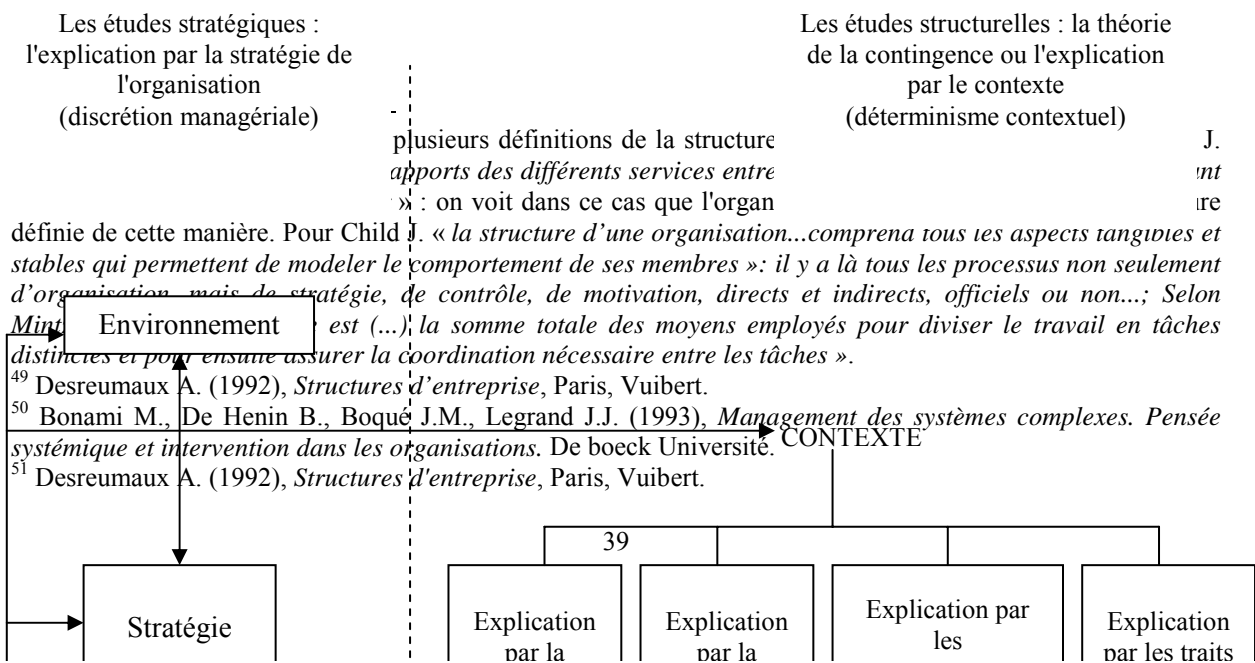 Les études stratégiques :
l'explication par la stratégie de
l'organisation
(discrétion managériale)
Les études structurelles : la théorie
de la contingence ou l'explication
par le contexte
(déterminisme contextuel)
plusieurs définitions de la structure J.
apports des différents services entre
» : on voit dans ce cas que l'organ
définie de cette manière. Pour Child J. « la structure d’une organisation...comprend tous les aspects tangibles et
stables qui permettent de modeler le comportement de ses membres »: il y a là tous les processus non seulement
d’organisation, mais de stratégie, de contrôle, de motivation, directs et indirects, officiels ou non...; Selon
est (...) la somme totale des moyens employés pour diviser le travail en tâches
distinctes et pour ensuite assurer la coordination nécessaire entre les tâches ».
49 Desreumaux A. (1992), Structures d’entreprise, Paris, Vuibert.
50 Bonami M., De Henin B., Boqué J.M., Legrand J.J. (1993), Management des systèmes complexes. Pensée
systémique et intervention dans les organisations. De boeck Université.
51 Desreumaux A. (1992), Structures d'entreprise, Paris, Vuibert.
39
Environnement
Stratégie
CONTEXTE
Explication
par la
Explication
par la
Explication par
les
Explication
par les traits